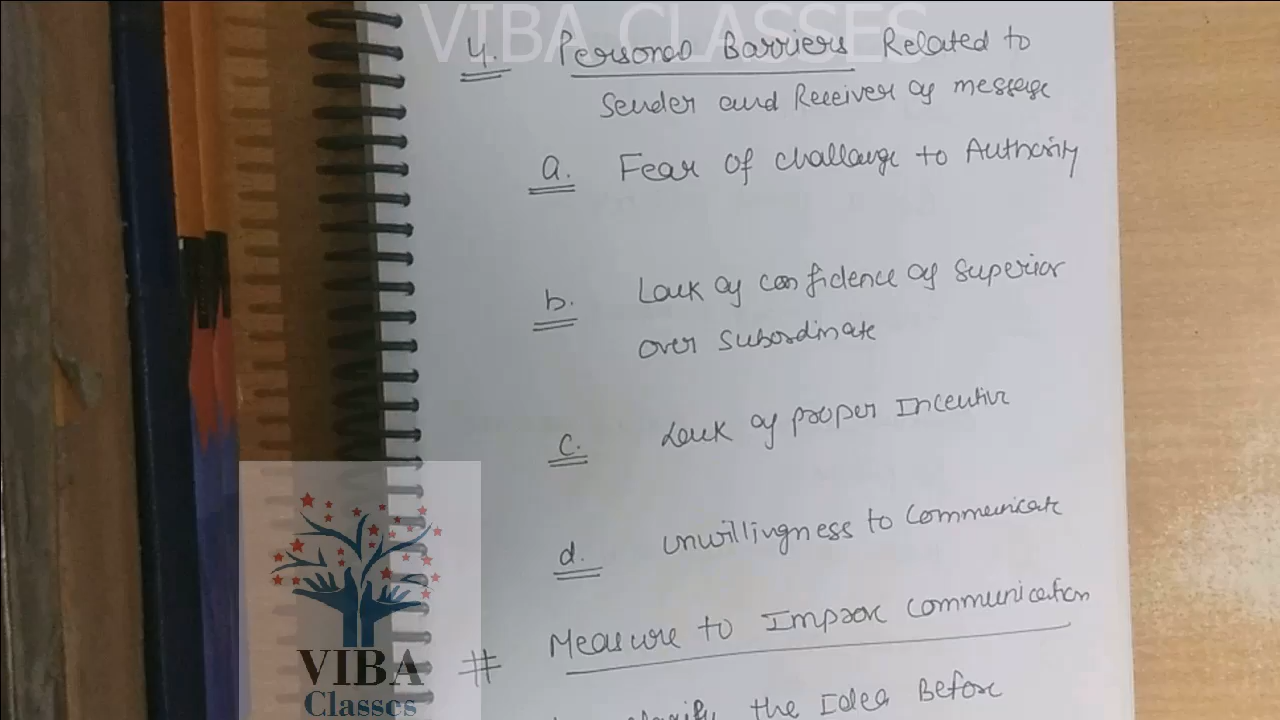 VIBA CLASSES
4. Personal Barriers Related to
Sender and Receiver of message
a. Fear of challange to Authority
b. Lack of confidence of superior
over subordinate
c. Lack of proper Incentive
d. unwillingness to communicate
# Measure to Improve communication
the Idea Before
VIBA
Classes